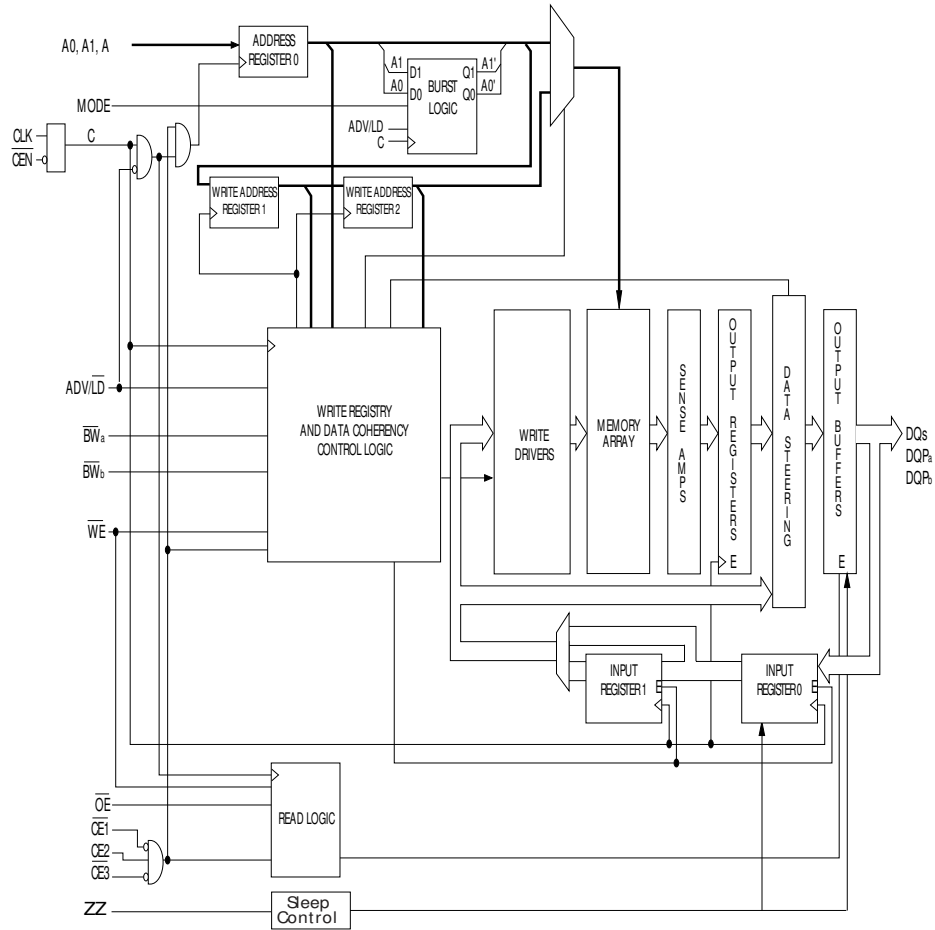 A0, A1, A
ADDRESS
REGISTER 0
A1
A0
D1
D0
BURST
LOGIC
Q1
Q0
A1'
A0'
MODE
ADV/LD
C
CLK
CEN
C
WRITE ADDRESS
REGISTER 1
WRITE ADDRESS
REGISTER 2
ADV/LD
BWa
BWb
WE
WRITE REGISTRY
AND DATA COHERENCY
CONTROL LOGIC
WRITE
DRIVERS
MEMORY
ARRAY
SENSE AMPS
OUTPUT REGISTERS
E
DATA STEERING
OUTPUT BUFFERS
E
DQs
DQPa
DQPb
INPUT
REGISTER 1
E
INPUT
REGISTER 0
E
OE
CE1
CE2
CE3
READ LOGIC
ZZ
Sleep
Control